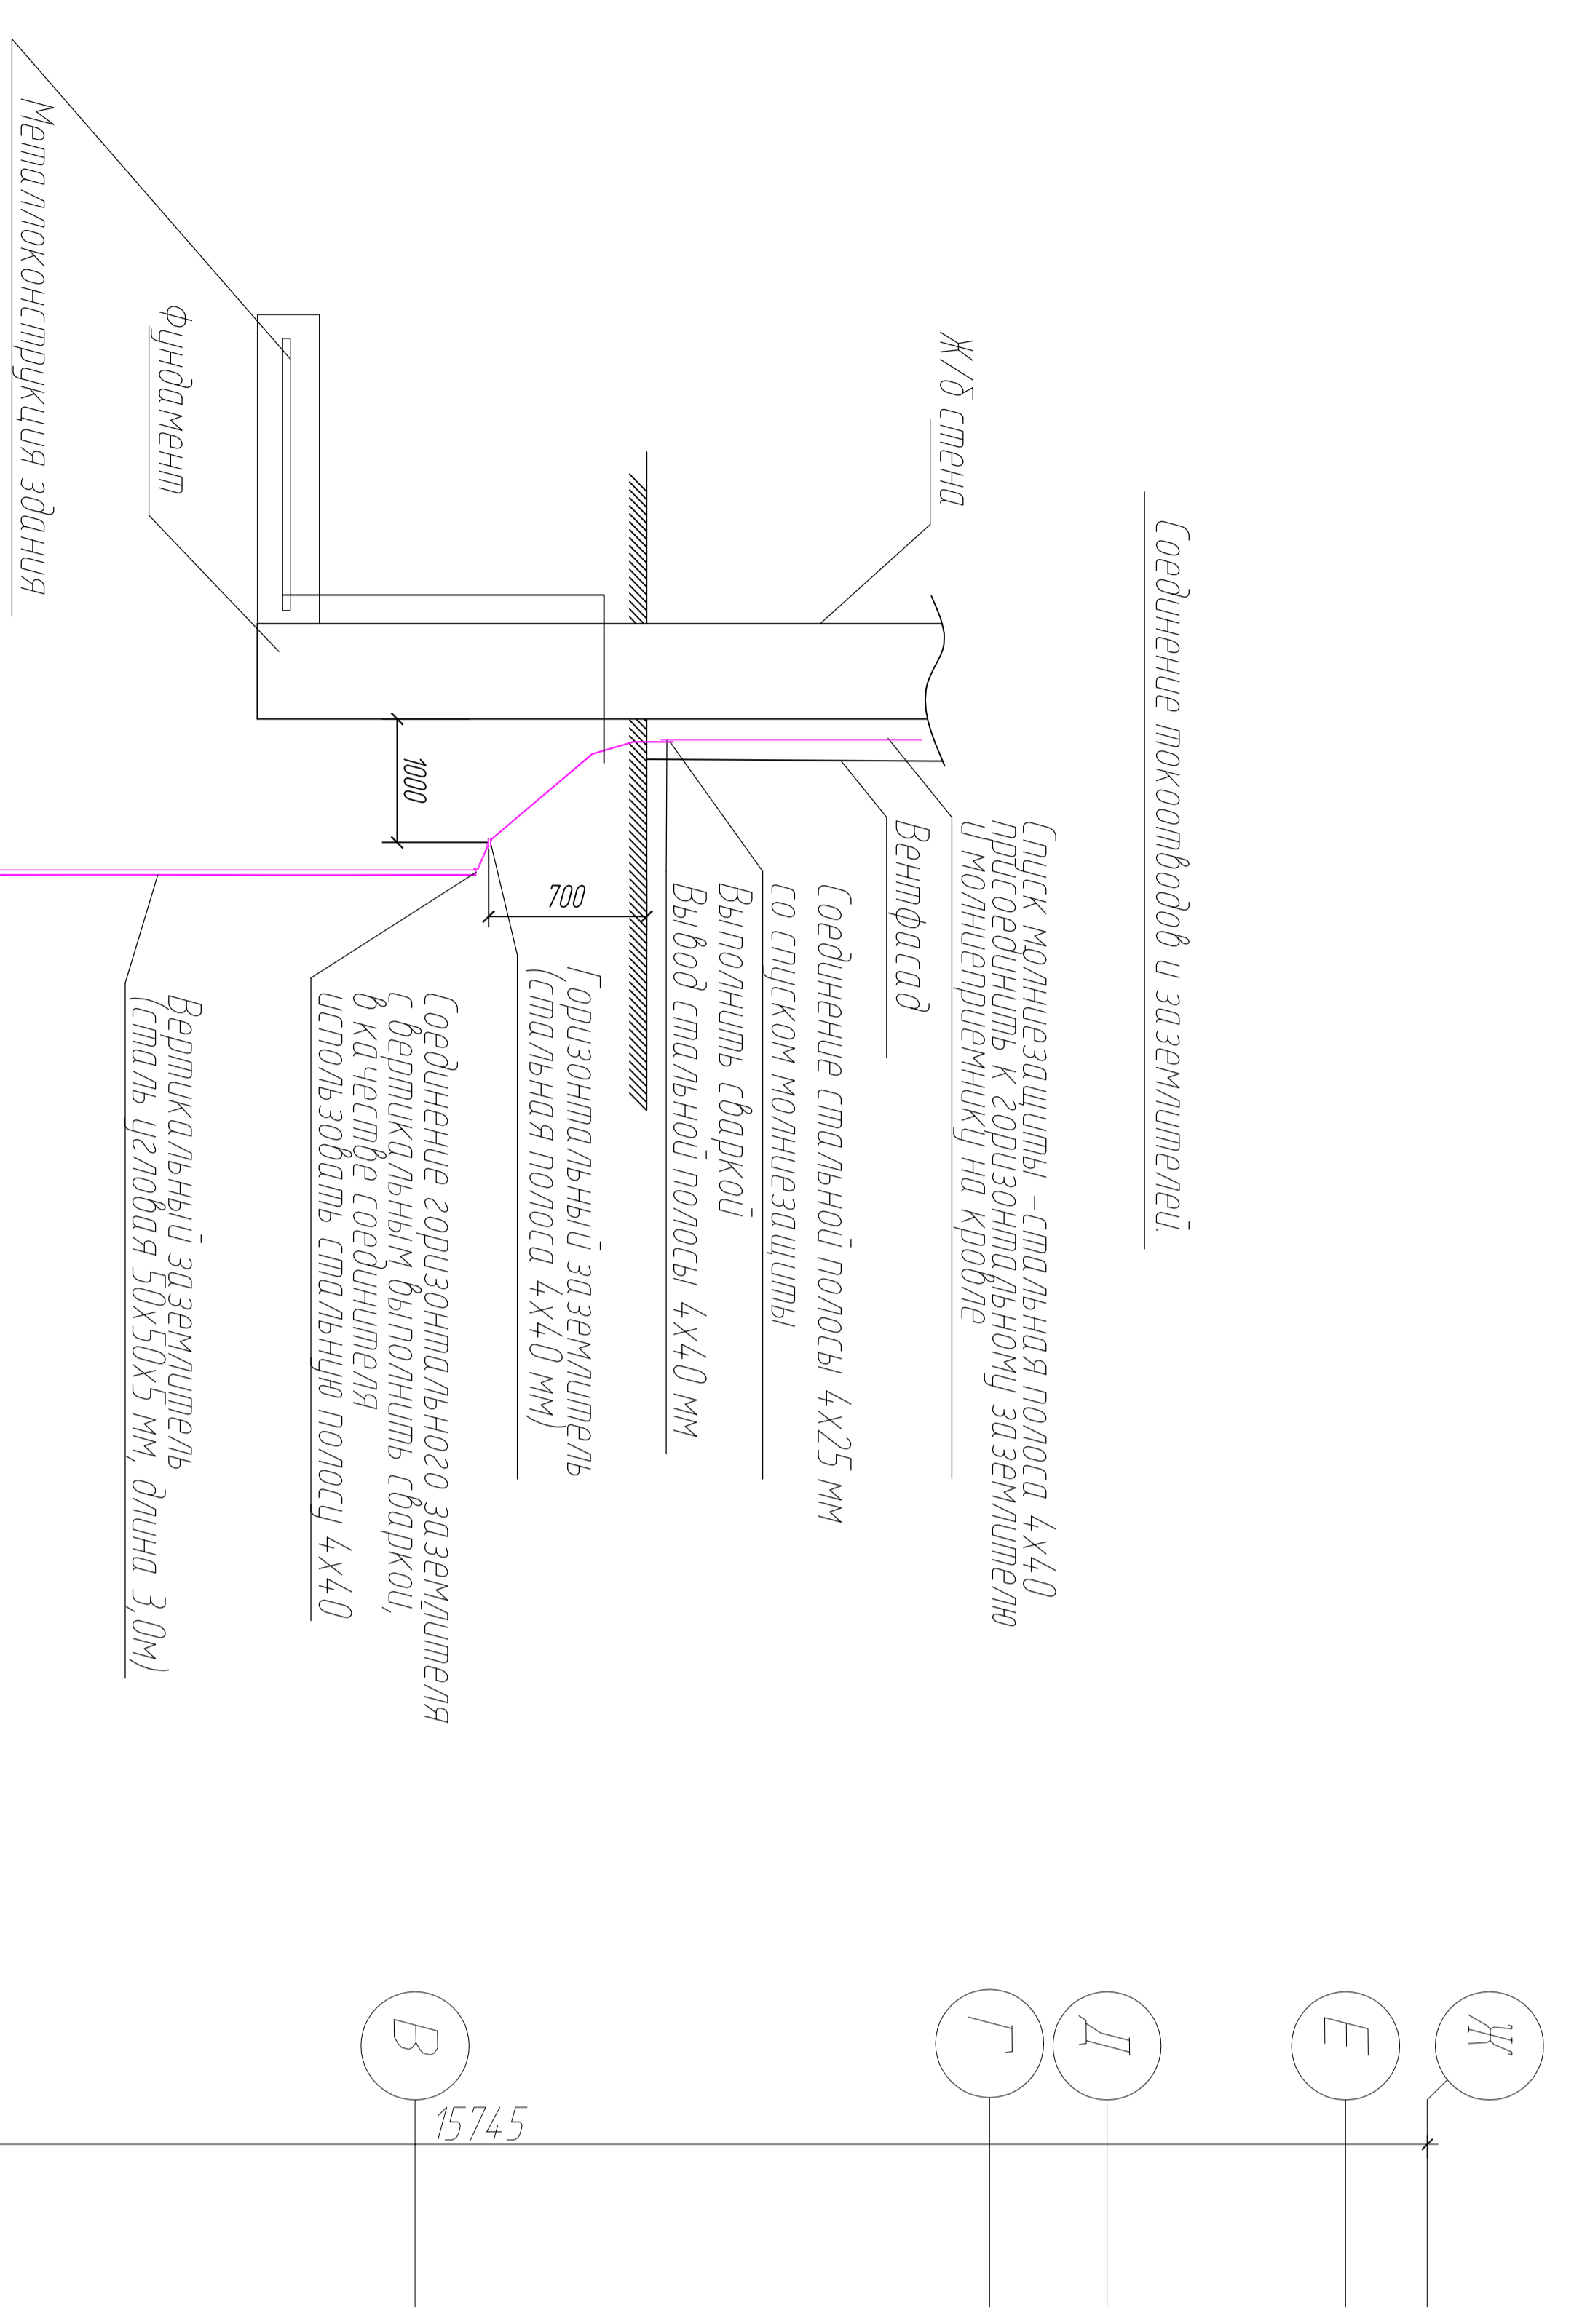 Соединение токоотводов и заземлителей.
Ж/б стена
Спуск молниезащиты -стальная полоса 4х40
присоединить к горизонтальному заземлителю
и молниеприемнику на кровле
Вентфасад
Соединение стальной полосы 4х25 мм
со спуском молниезащиты
Выполнить сваркой
Вывод стальной полосы 4х40 мм
700
Горизонтальный заземлитель
(стальная полоса 4х40 мм)
1000
Соединение горизонтального заземлителя
с вертикальным выполнить сваркой,
в качестве соединителя
использовать стальную полосу 4х40
Фундамент
Вертикальный заземлитель
(сталь угловая 50х50х5 мм, длина 3,0м)
Металлоконструкция здания
Ж
Е
Д
Г
В
15745